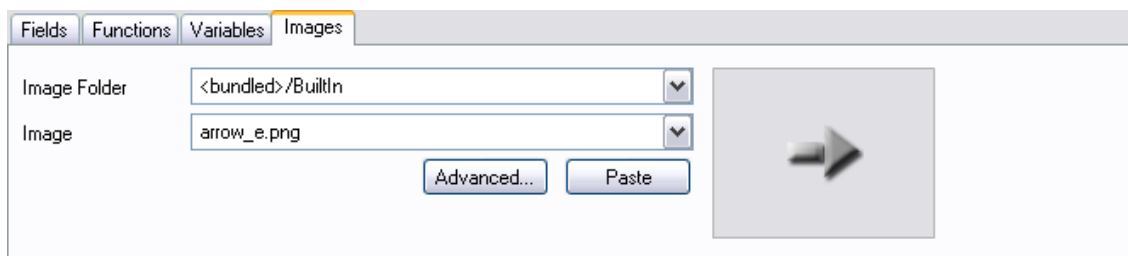 Fields Functions Variables Images
Image Folder <bundled>/BuiltIn
Image arrow_e.png
Advanced... Paste